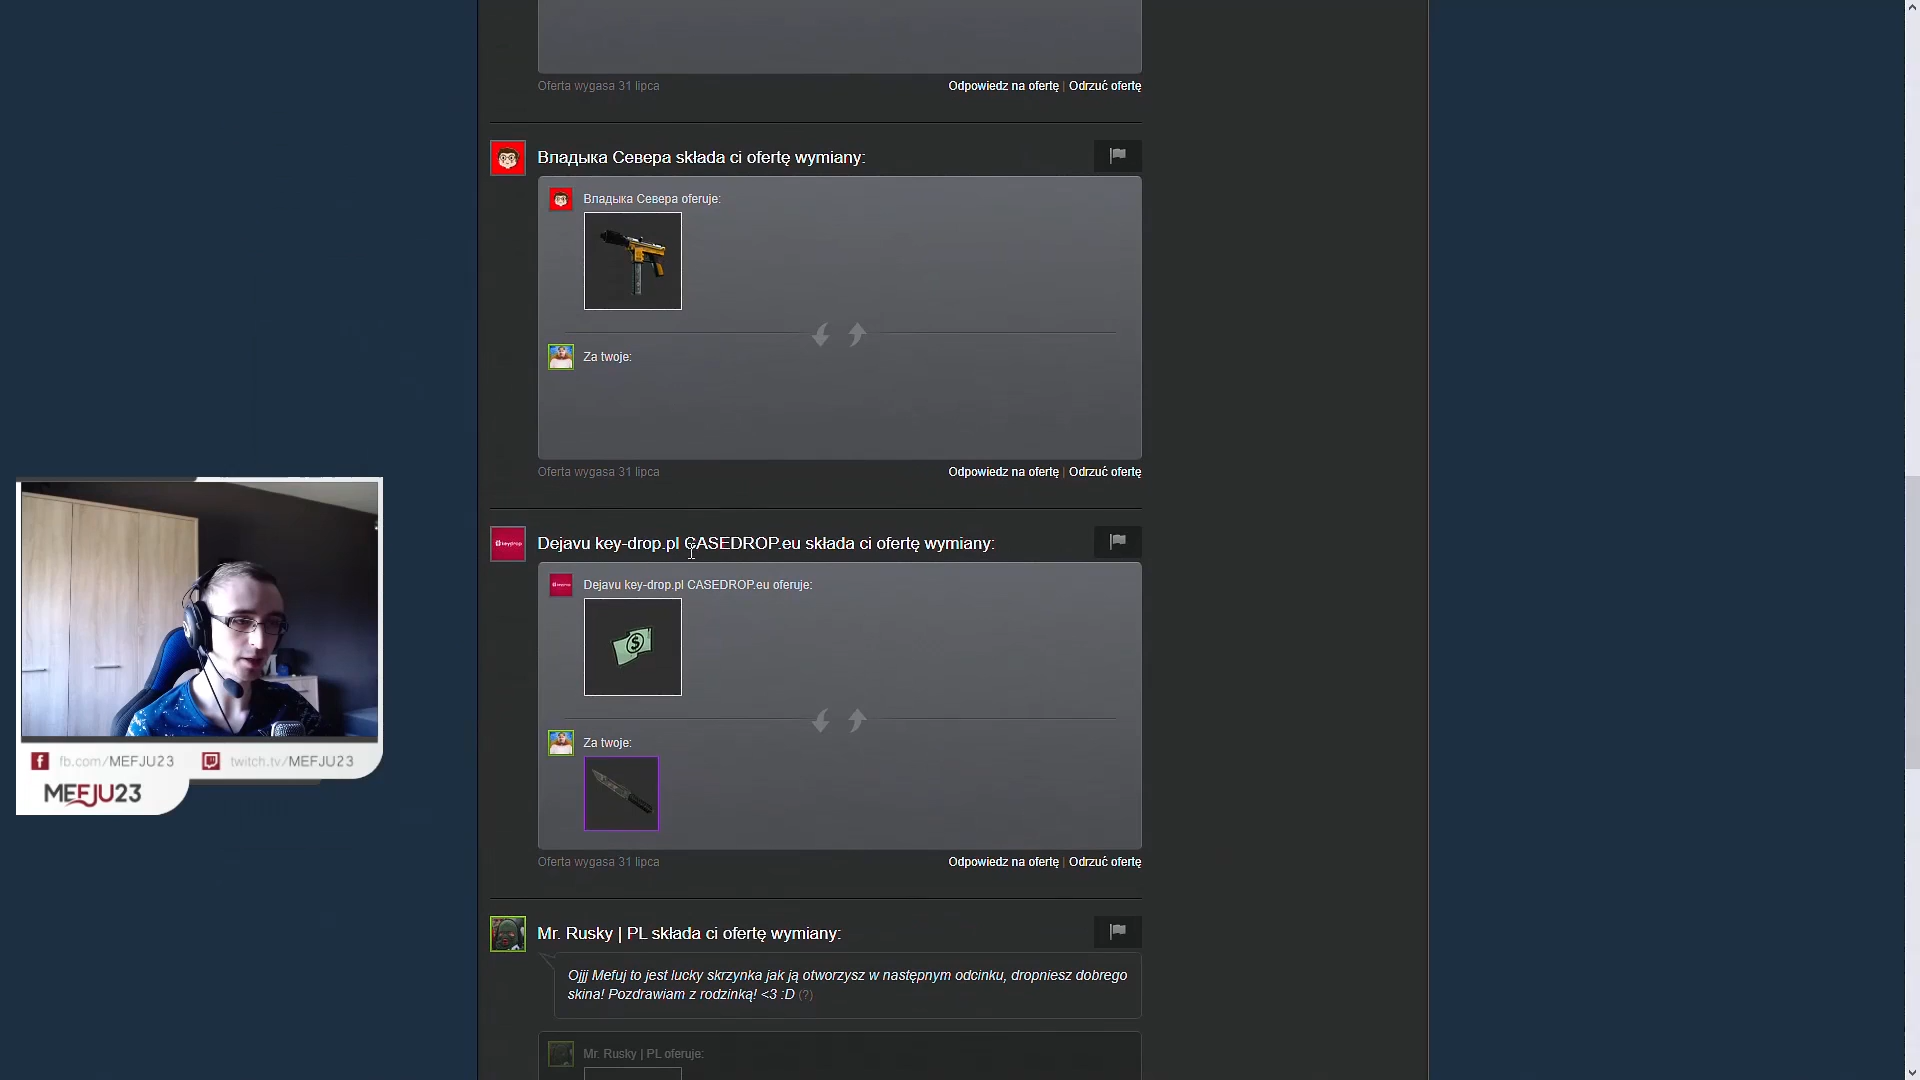 Oferta wygasa 31 lipca
Odpowiedz na ofertę | Odrzuć ofertę
Владыка Севера składa ci ofertę wymiany:
Владыка Севера oferuje:
Za twoje:
Oferta wygasa 31 lipca
Odpowiedz na ofertę | Odrzuć ofertę
Dejavu key-drop.pl CASEDROP.eu składa ci ofertę wymiany:
Dejavu key-drop.pl CASEDROP.eu oferuje:
Za twoje:
Oferta wygasa 31 lipca
Odpowiedz na ofertę | Odrzuć ofertę
Mr. Rusky | PL składa ci ofertę wymiany:
Ojjj Mefuj to jest lucky skrzynka jak ją otworzysz w następnym odcinku, dropniesz dobrego
skina! Pozdrawiam z rodzinką! <3 :D (?)
Mr. Rusky | PL oferuje:
fb.com/MEFJU23
twitch.tv/MEFJU23
MEFJU23